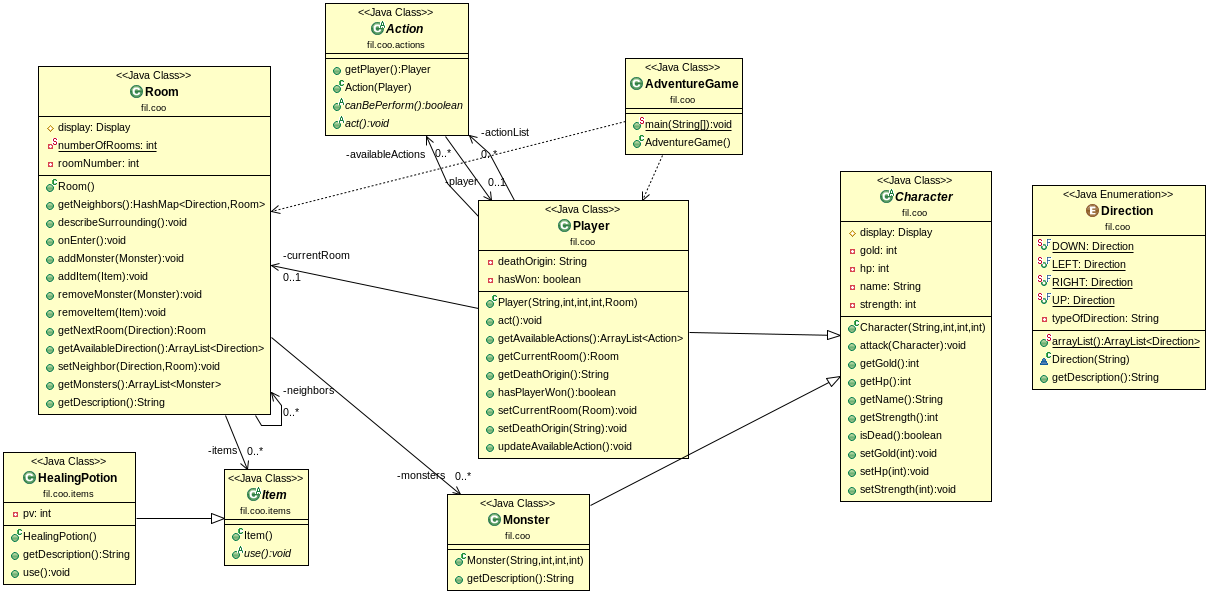 <<Java Class>>
Action
fil.coo.actions
getPlayer():Player
Action(Player)
canBePerform():boolean
act():void
<<Java Class>>
AdventureGame
fil.coo
main(String[]):void
AdventureGame()
<<Java Class>>
Room
fil.coo
display: Display
numberOfRooms: int
roomNumber: int
Room()
getNeighbors():HashMap<Direction,Room>
describeSurrounding():void
onEnter():void
addMonster(Monster):void
addItem(Item):void
removeMonster(Monster):void
removeItem(Item):void
getNextRoom(Direction):Room
getAvailableDirection():ArrayList<Direction>
setNeighbor(Direction,Room):void
getMonsters():ArrayList<Monster>
getDescription():String
-actionList
0..*
-availableActions
0..*
-player
0..1
<<Java Class>>
Player
fil.coo
deathOrigin: String
hasWon: boolean
Player(String,int,int,int,Room)
act():void
getAvailableActions():ArrayList<Action>
getCurrentRoom():Room
getDeathOrigin():String
hasPlayerWon():boolean
setCurrentRoom(Room):void
setDeathOrigin(String):void
updateAvailableAction():void
-currentRoom
0..1
<<Java Class>>
Character
fil.coo
display: Display
gold: int
hp: int
name: String
strength: int
Character(String,int,int,int)
attack(Character):void
getGold():int
getHp():int
getName():String
getStrength():int
isDead():boolean
setGold(int):void
setHp(int):void
setStrength(int):void
<<Java Enumeration>>
Direction
fil.coo
DOWN: Direction
LEFT: Direction
RIGHT: Direction
UP: Direction
typeOfDirection: String
arrayList():ArrayList<Direction>
Direction(String)
getDescription():String
-neighbors
0..*
-items
0..*
-monsters
0..*
<<Java Class>>
HealingPotion
fil.coo.items
pv: int
HealingPotion()
getDescription():String
use():void
<<Java Class>>
Item
fil.coo.items
Item()
use():void
<<Java Class>>
Monster
fil.coo
Monster(String,int,int,int)
getDescription():String